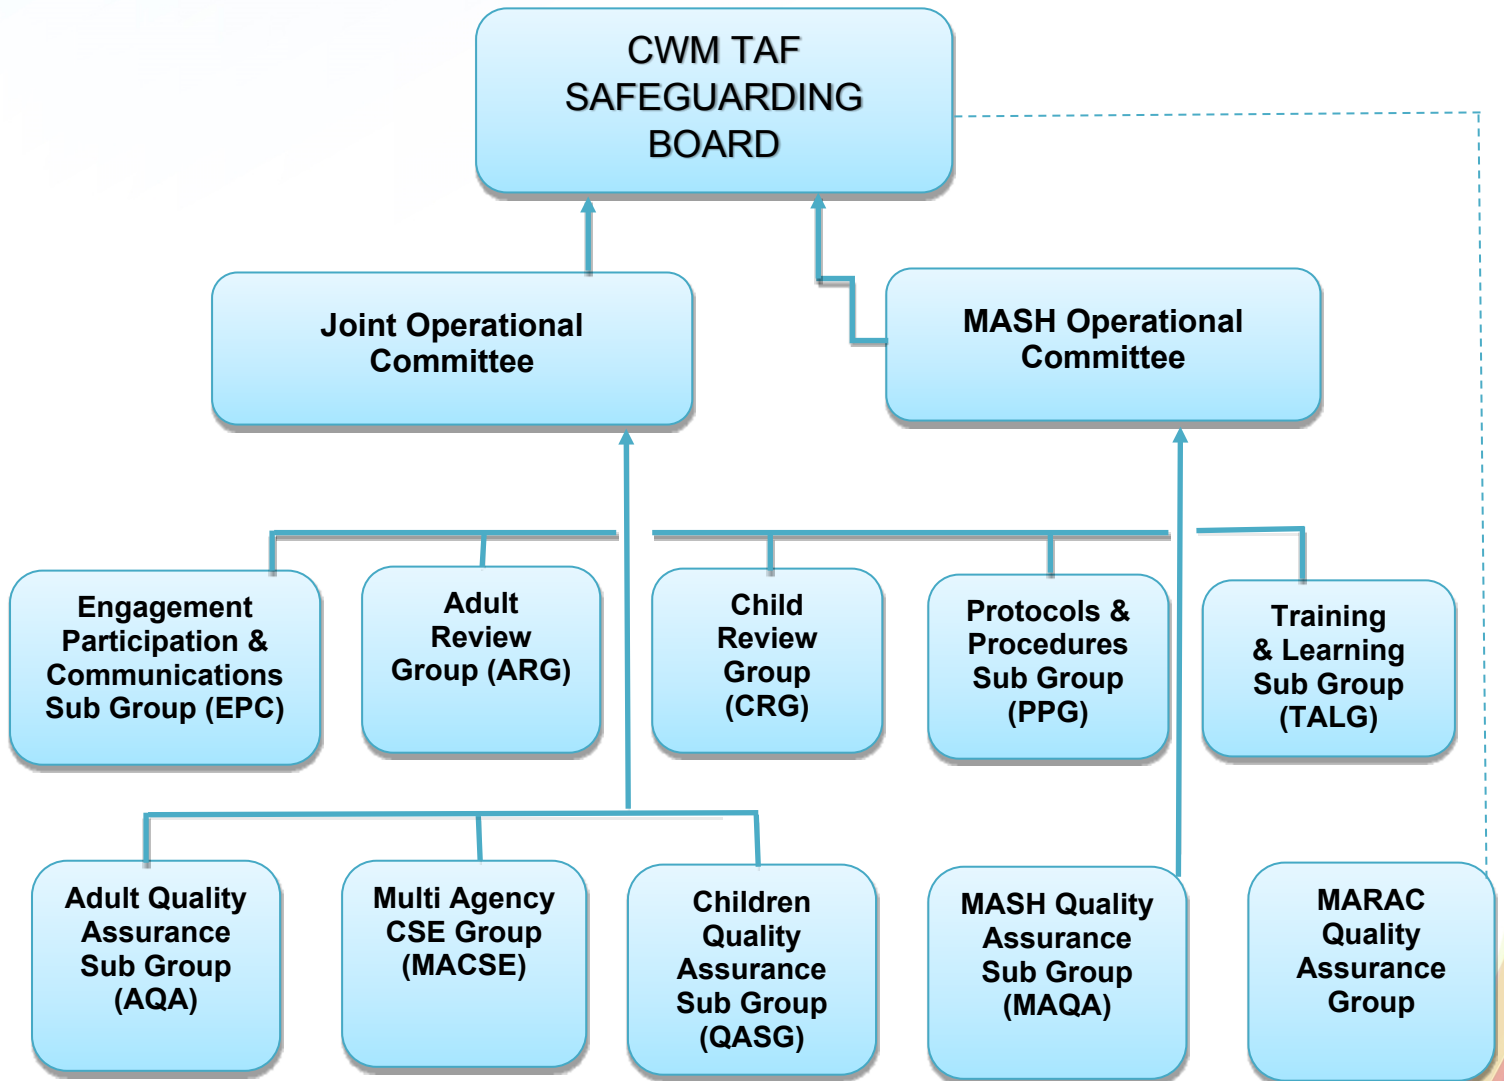 CWM TAF
SAFEGUARDING
BOARD
Joint Operational
Committee
MASH Operational
Committee
Engagement
Participation &
Communications
Sub Group (EPC)
Adult
Review
Group (ARG)
Child
Review
Group
(CRG)
Protocols &
Procedures
Sub Group
(PPG)
Training
& Learning
Sub Group
(TALG)
Adult Quality
Assurance
Sub Group
(AQA)
Multi Agency
CSE Group
(MACSE)
Children
Quality
Assurance
Sub Group
(QASG)
MASH Quality
Assurance
Sub Group
(MAQA)
MARAC
Quality
Assurance
Group